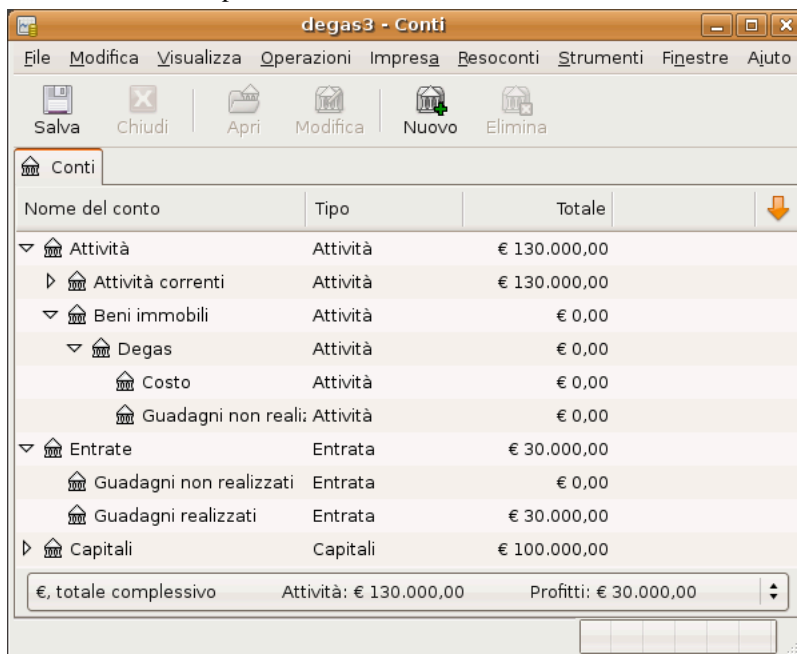 degas3 - Conti
File Modifica Visualizza Operazioni Impresa Resoconti Strumenti Finestre Aiuto
Salva Chiudi Apri Modifica Nuovo Elimina
Conti
Nome del conto Tipo Totale
Attività Attività € 130.000,00
Attività correnti Attività € 130.000,00
Beni immobili Attività € 0,00
Degas Attività € 0,00
Costo Attività € 0,00
Guadagni non reali Attività € 0,00
Entrate Entrata € 30.000,00
Guadagni non realizzati Entrata € 0,00
Guadagni realizzati Entrata € 30.000,00
Capitali Capitali € 100.000,00
€, totale complessivo Attività: € 130.000,00 Profitti: € 30.000,00